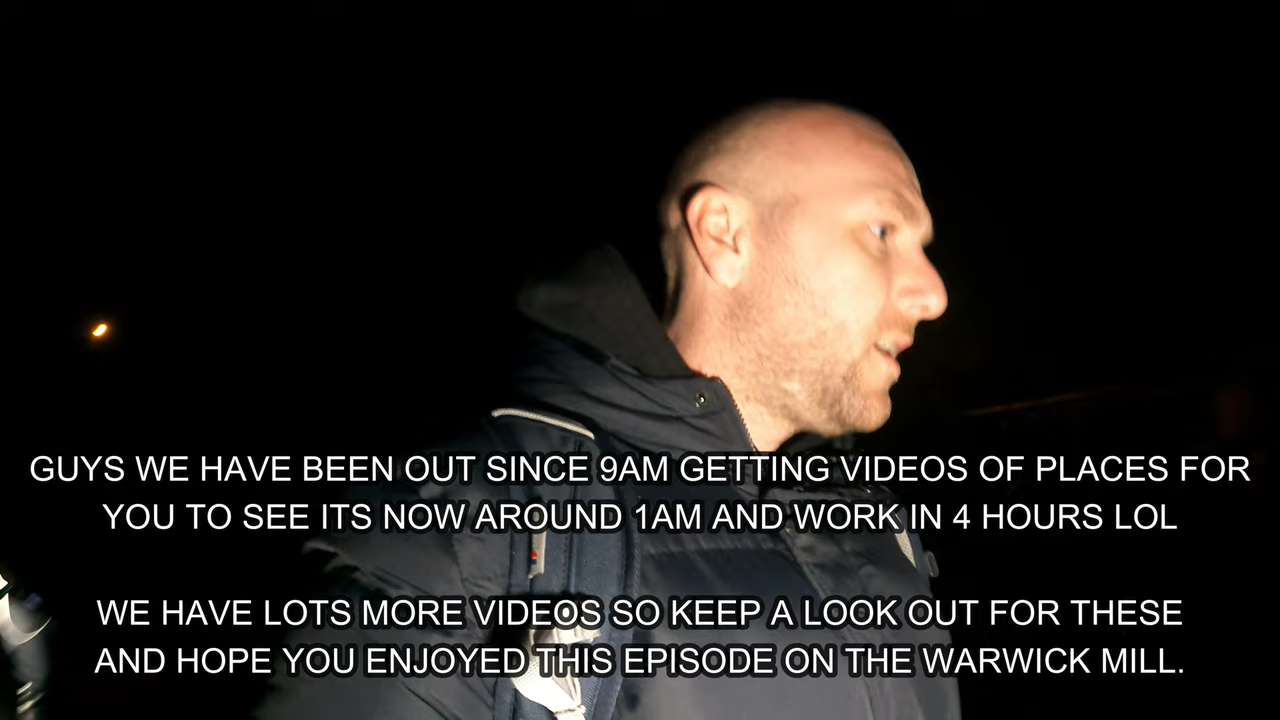 GUYS WE HAVE BEEN OUT SINCE 9AM GETTING VIDEOS OF PLACES FOR
YOU TO SEE ITS NOW AROUND 1AM AND WORK IN 4 HOURS LOL
WE HAVE LOTS MORE VIDEOS SO KEEP A LOOK OUT FOR THESE
AND HOPE YOU ENJOYED THIS EPISODE ON THE WARWICK MILL.